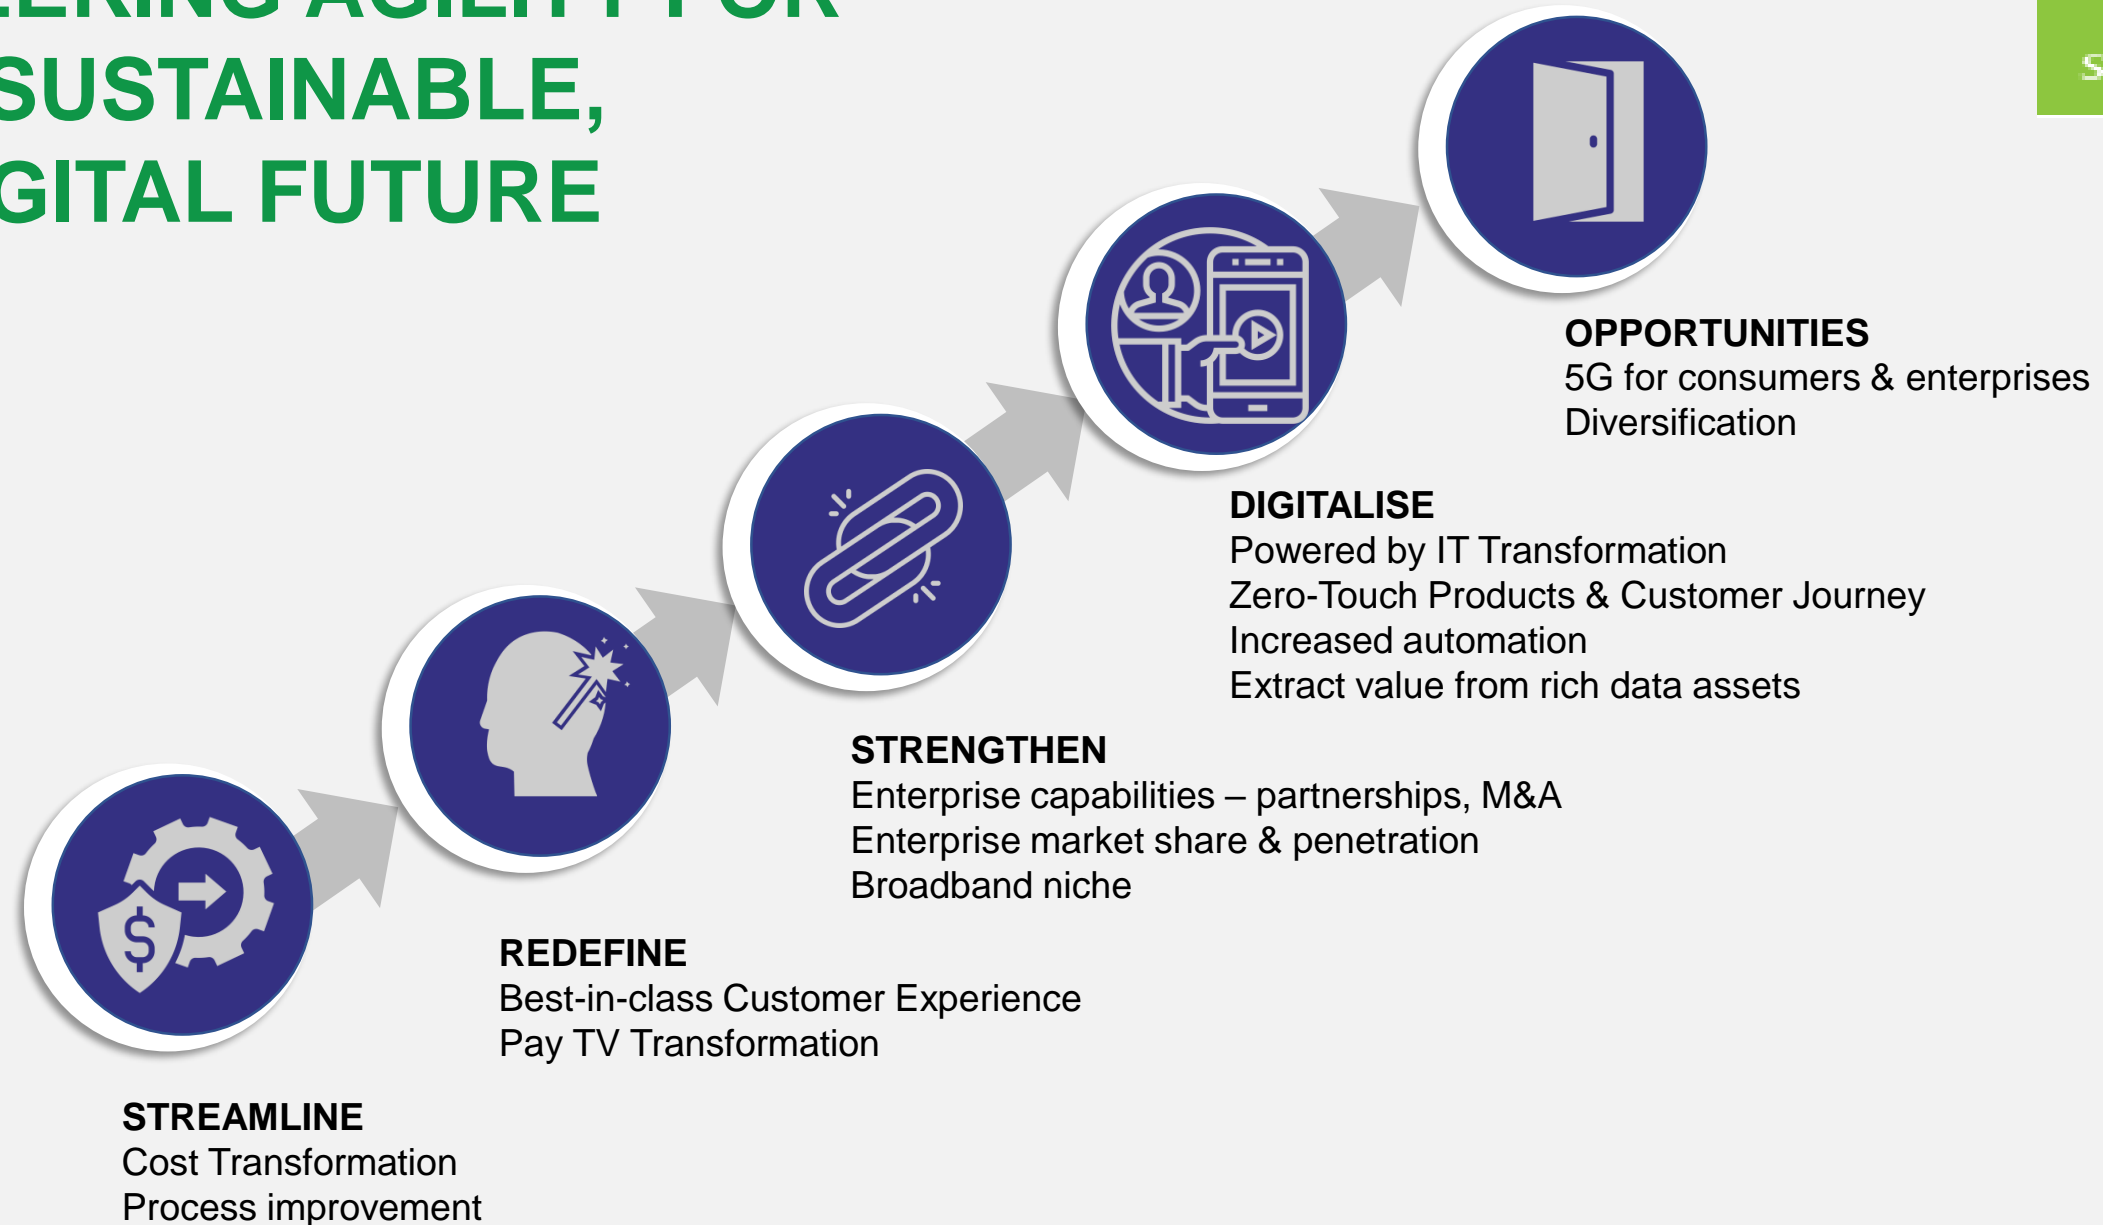 SUSTAINABLE,
GITAL FUTURE
OPPORTUNITIES
5G for consumers & enterprises
Diversification
DIGITALISE
Powered by IT Transformation
Zero-Touch Products & Customer Journey
Increased automation
Extract value from rich data assets
STRENGTHEN
Enterprise capabilities – partnerships, M&A
Enterprise market share & penetration
Broadband niche
REDEFINE
Best-in-class Customer Experience
Pay TV Transformation
STREAMLINE
Cost Transformation
Process improvement
$